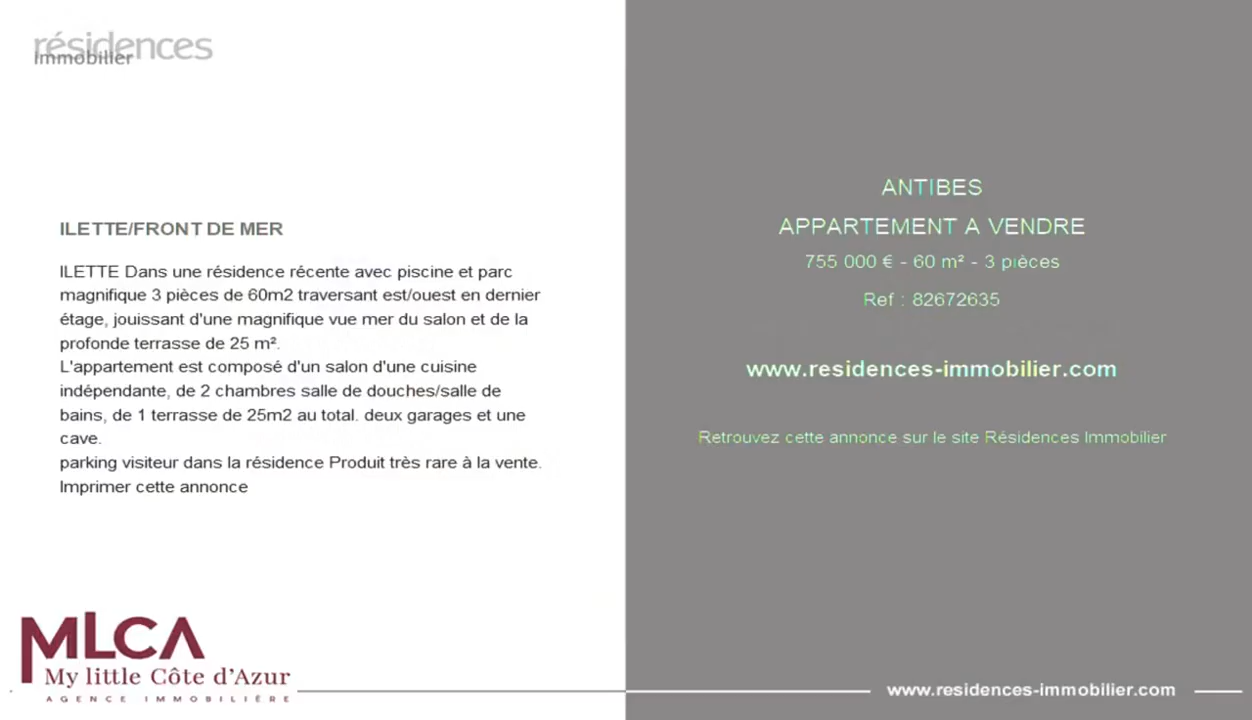 résidences
Immobilier
ILETTE/FRONT DE MER
ILETTE Dans une résidence récente avec piscine et parc
magnifique 3 pièces de 60m2 traversant est/ouest en dernier
étage, jouissant d'une magnifique vue mer du salon et de la
profonde terrasse de 25 m².
L'appartement est composé d'un salon d'une cuisine
indépendante, de 2 chambres salle de douches/salle de
bains, de 1 terrasse de 25m2 au total. deux garages et une
cave.
parking visiteur dans la résidence Produit très rare à la vente.
Imprimer cette annonce
MLCA
My little Côte d'Azur
AGENCE IMMOBILIÈRE
ANTIBES
APPARTEMENT A VENDRE
755 000 € - 60 m² - 3 pièces
Ref : 82672635
www.residences-immobilier.com
Retrouvez cette annonce sur le site Résidences Immobilier
www.residences-immobilier.com